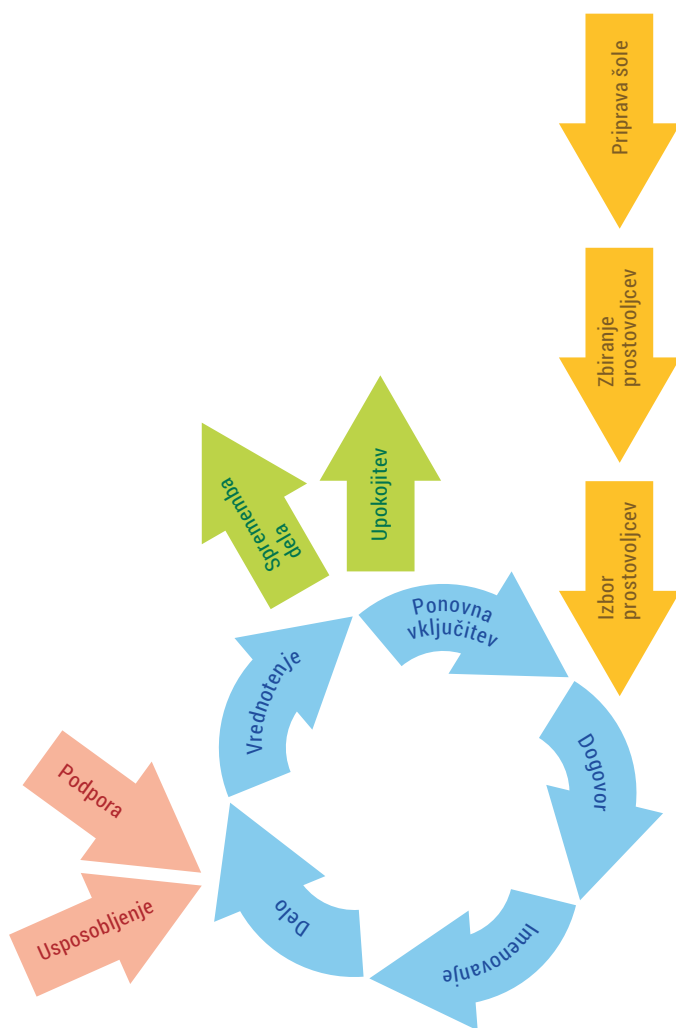 Priprava šole
Zbiranje
prostovoljcev
Izbor
prostovoljcev
Dogovor
Imenovanje
Delo
Usposobljenje
Podpora
Vrednotenje
Sprememba
dela
Upokojitev
Ponovna
vključitev